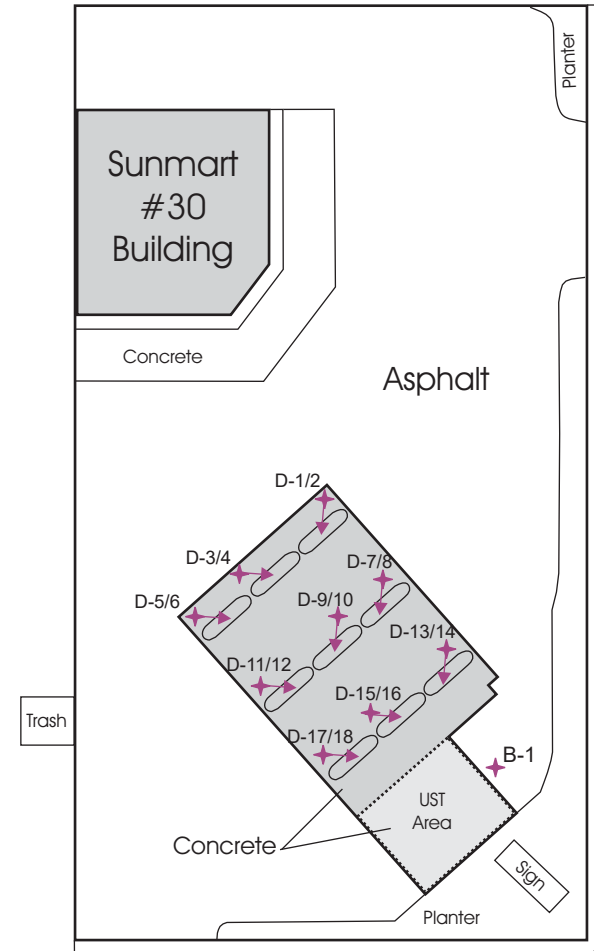 Planter
Sunmart
#30
Building
Concrete
Asphalt
D-1/2
D-3/4
D-7/8
D-5/6
D-9/10
D-13/14
D-11/12
D-15/16
Trash
D-17/18
B-1
UST
Area
Concrete
Sign
Planter